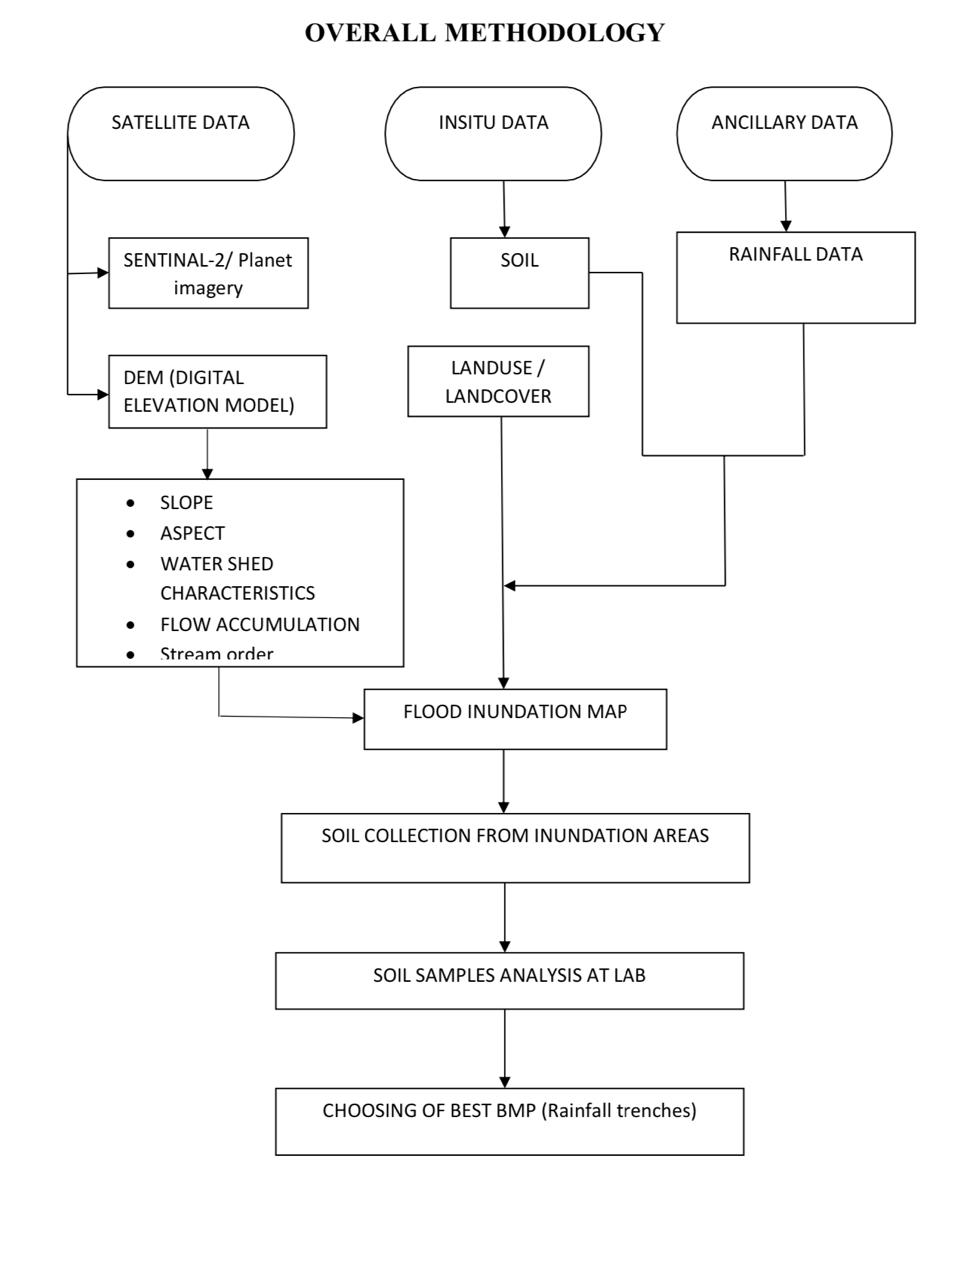 OVERALL METHODOLOGY
SATELLITE DATA
INSITU DATA
ANCILLARY DATA
SENTINAL-2/ Planet
imagery
SOIL
RAINFALL DATA
DEM (DIGITAL
ELEVATION MODEL)
LANDUSE /
LANDCOVER
• SLOPE
• ASPECT
• WATER SHED
CHARACTERISTICS
• FLOW ACCUMULATION
• Stream order
FLOOD INUNDATION MAP
SOIL COLLECTION FROM INUNDATION AREAS
SOIL SAMPLES ANALYSIS AT LAB
CHOOSING OF BEST BMP (Rainfall trenches)